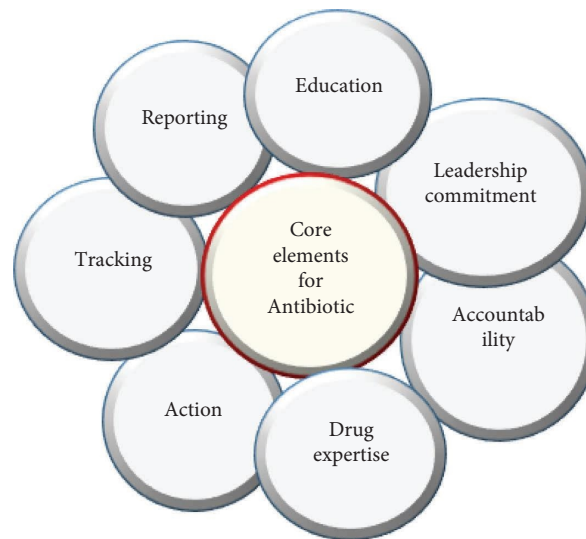 Education
Reporting
Leadership
commitment
Core
elements
for
Antibiotic
Tracking
Accountab
ility
Action
Drug
expertise